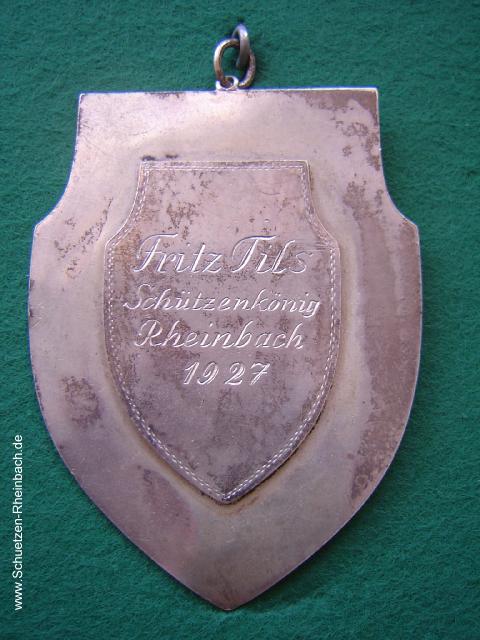 Fritz Tils
Schützenkönig
Rheinbach
1927
www.Schuetzen-Rheinbach.de